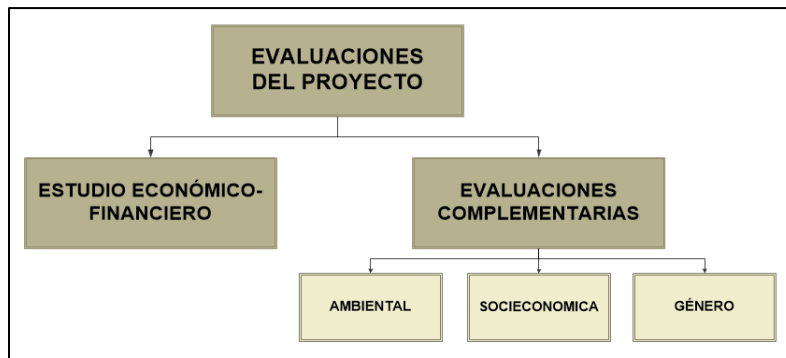 EVALUACIONES
DEL PROYECTO
ESTUDIO ECONÓMICO-
FINANCIERO
EVALUACIONES
COMPLEMENTARIAS
AMBIENTAL
SOCIECONOMICA
GÉNERO